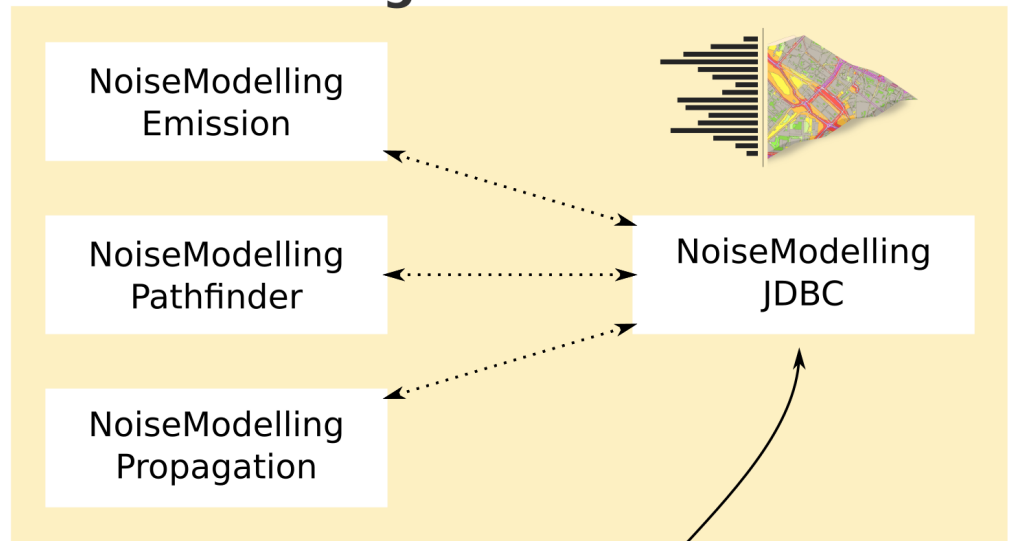 NoiseModelling
Emission
NoiseModelling
Pathfinder
NoiseModelling
JDBC
NoiseModelling
Propagation